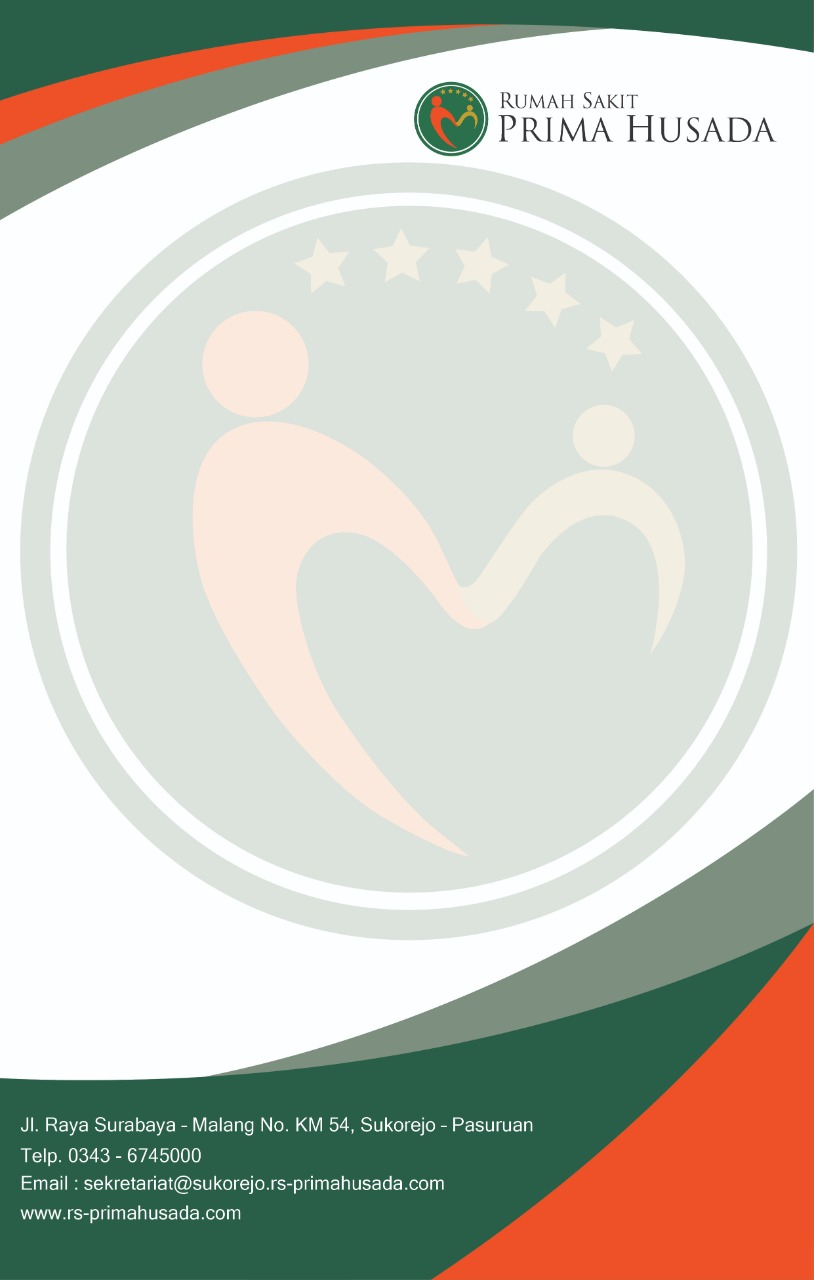 RUMAH SAKIT
PRIMA HUSADA
Jl. Raya Surabaya - Malang No. KM 54, Sukorejo - Pasuruan
Telp. 0343 - 6745000
Email : sekretariat@sukorejo.rs-primahusada.com
www.rs-primahusada.com